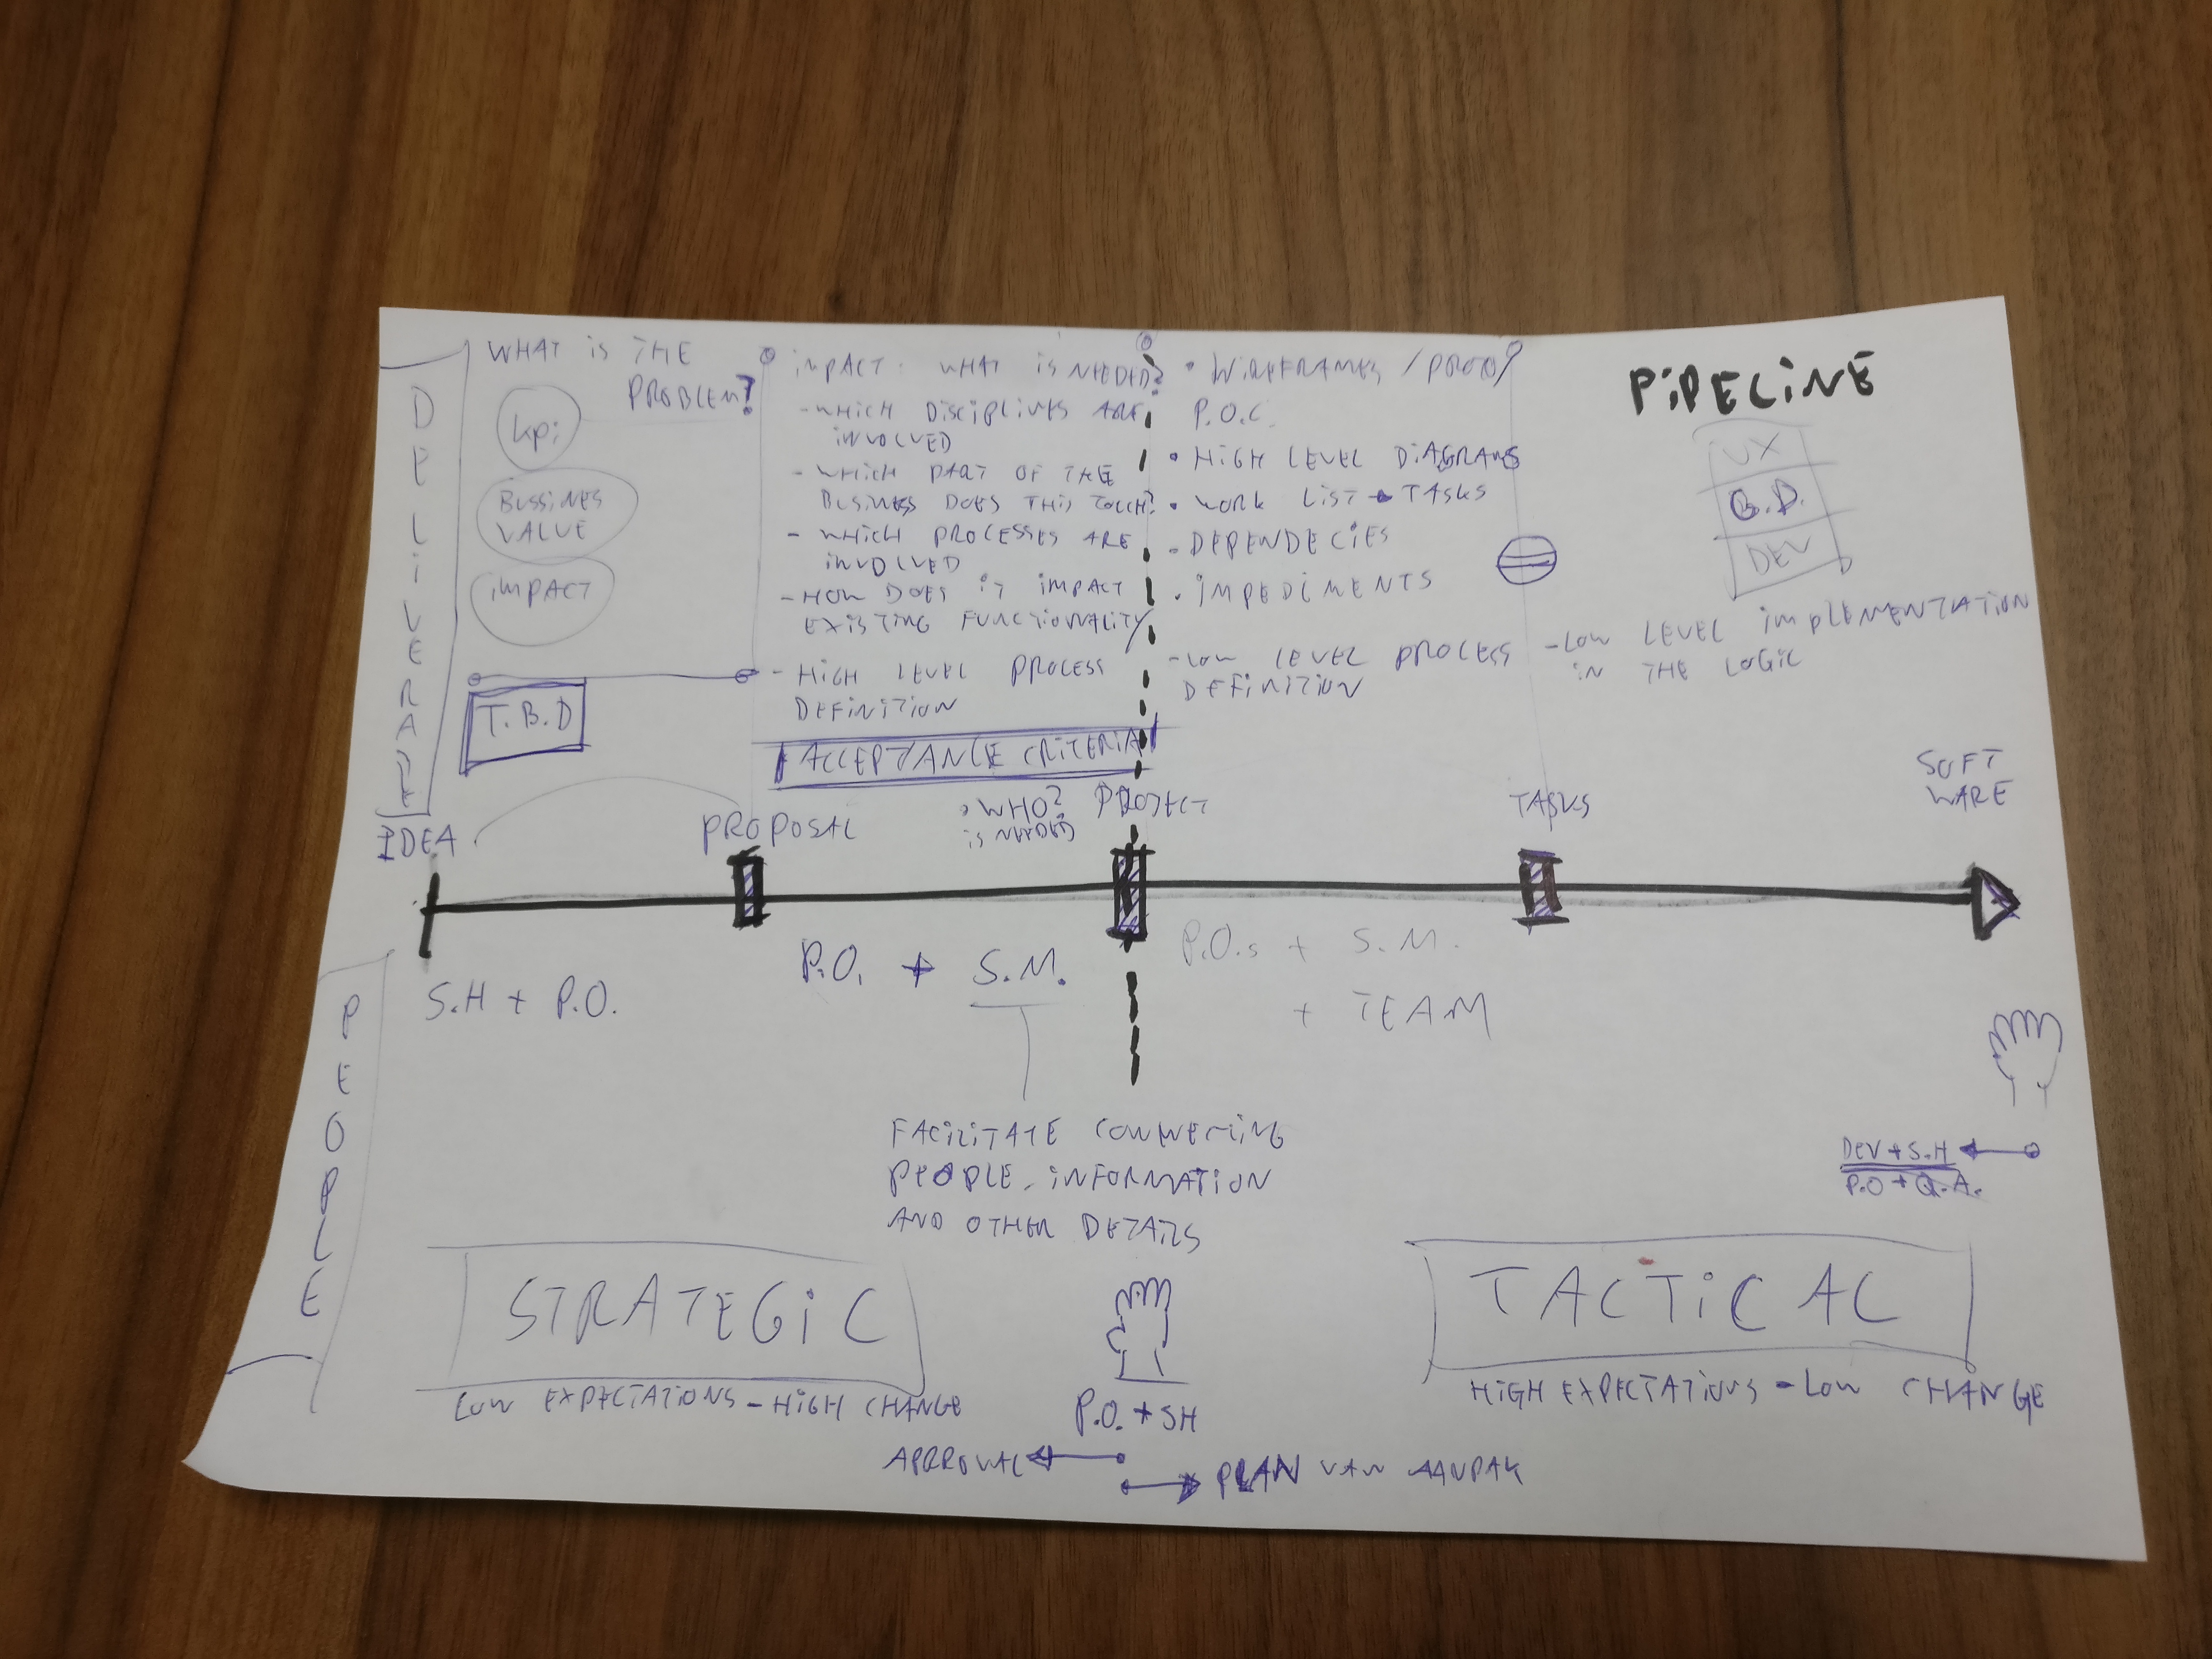 DELIVERABLE
WHAT iS THE
PROBLEM?
kpi
BUSSINES
VALUE
iMPACT
T.B.D
iMPACT. WHAT iS NEEDED?
- WHiCH DiSCiPLiNES ARE
iNVOLVED
- WHiCH PART OF THE
BUSiNESS DOES THiS TOUCH?
- WHiCH PROCESSES ARE
iNVOLVED
- HOW DOES iT iMPACT
EXiSTiNG FUNCTiONALiTY
- HiGH LEVEL PROCESS
DEFiNiTiON
ACCEPTANCE CRiTERiA
• WiREFRAMES / PROTO/
P.O.C.
• HiGH LEVEL DiAGRAMS
• WORK LiST TASKS
- DEPENDECiES
• iMPEDiMENTS
- LOW LEVEL PROCESS
DEFiNiTiON
PiPELiNE
UX
DEV
- LOW LEVEL iMPLEMENTATiON
iN THE LOGiC
IDEA
PROPOSAL
• WHO?
iS NEEDED
PROJECT
TASKS
SOFT
WARE
PEOPLE
S.H + P.O.
P.O. + S.M.
P.O.s + S.M.
+ TEAM
FACiLiTATE CONNECTiNG
PEOPLE, iNFORMATiON
AND OTHER DETAiLS
DEV + S.H
P.O + Q.A.
STRATEGiC
LOW EXPECTATiONS - HiGH CHANGE
P.O. + SH
APPROVAL
PLAN VAN AANPAK
TACTiCAL
HiGH EXPECTATiONS - LOW CHANGE